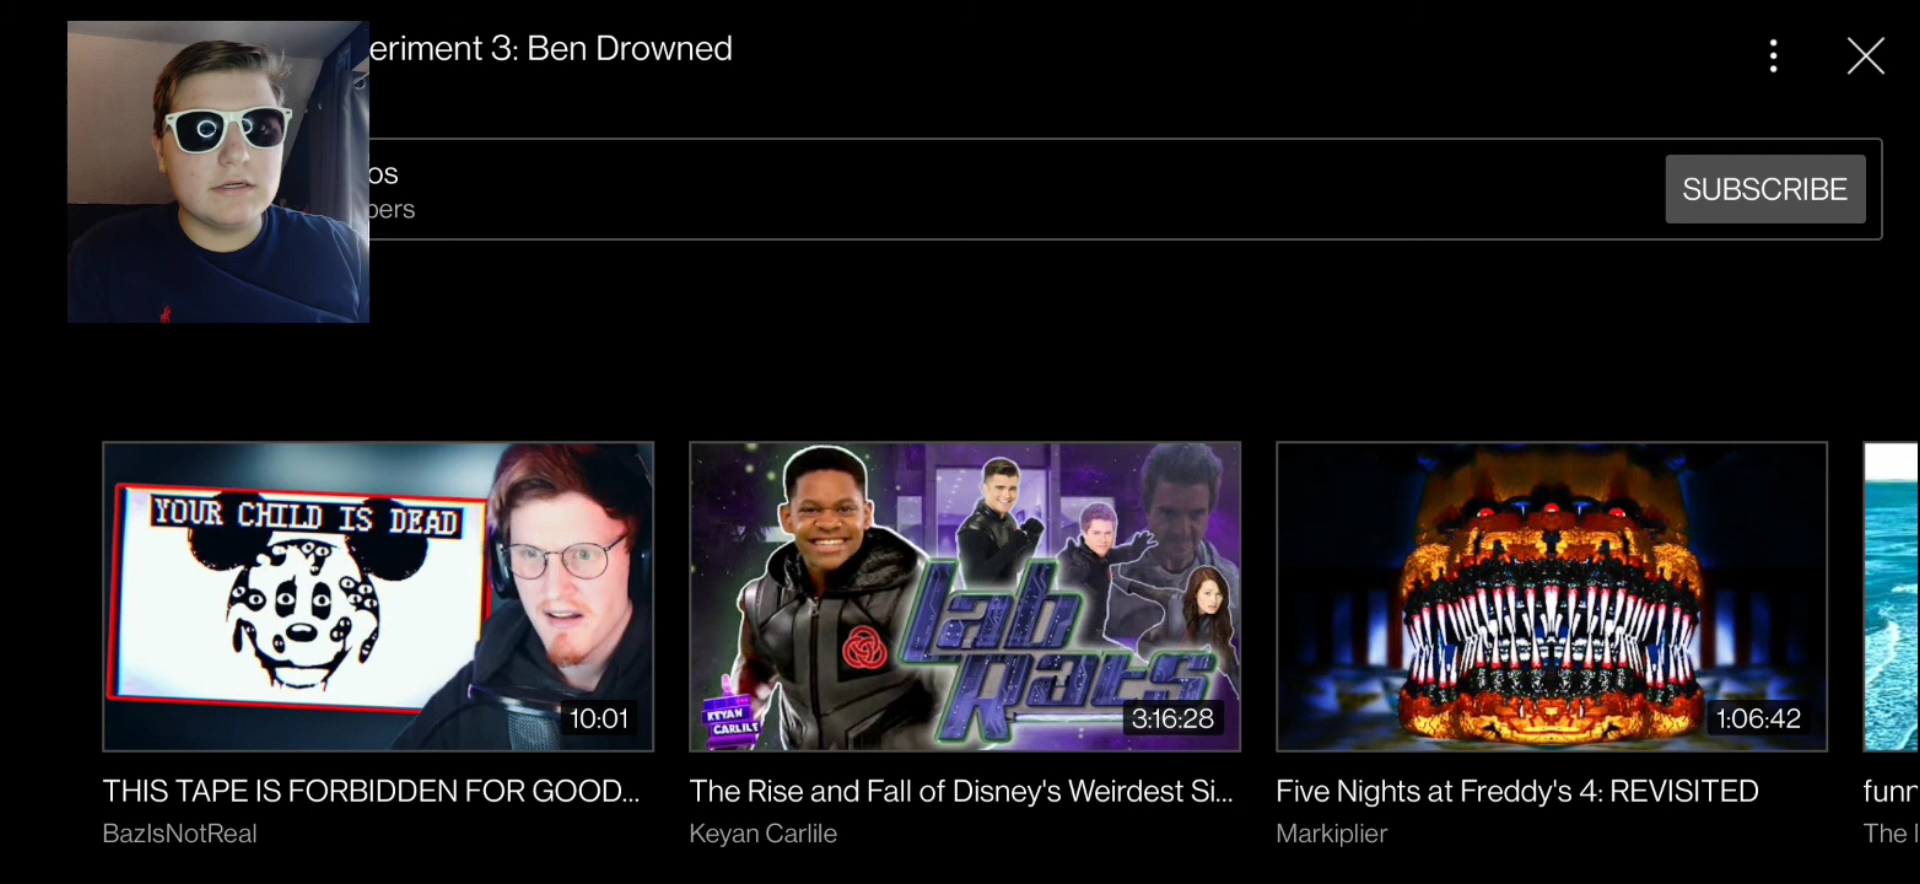 eriment 3: Ben Drowned
os
bers
SUBSCRIBE
YOUR CHILD IS DEAD
10:01
Lab
Rats
KEYAN
CARLILE
3:16:28
1:06:42
THIS TAPE IS FORBIDDEN FOR GOOD...
BazIsNotReal
The Rise and Fall of Disney's Weirdest Si...
Keyan Carlile
Five Nights at Freddy's 4: REVISITED
Markiplier
funn
The